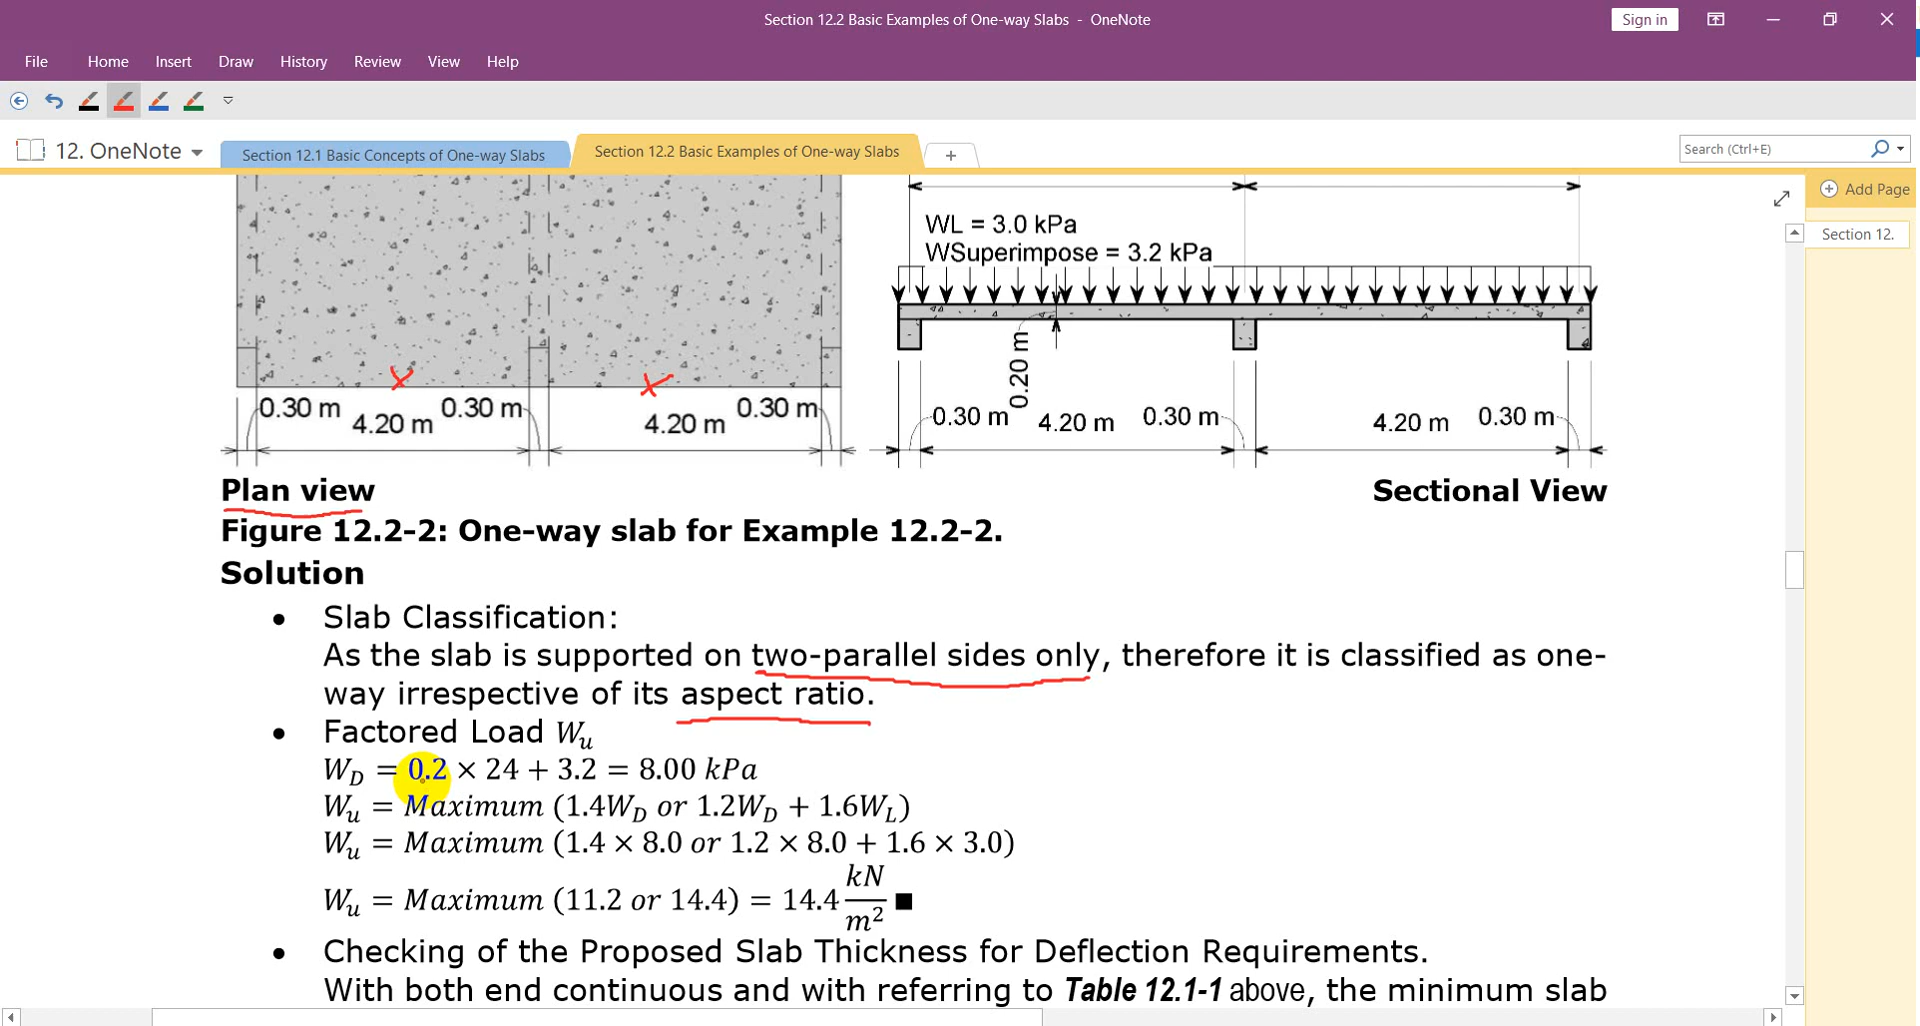 Section 12.2 Basic Examples of One-way Slabs - OneNote
Sign in
File Home Insert Draw History Review View Help
12. OneNote
Section 12.1 Basic Concepts of One-way Slabs
Section 12.2 Basic Examples of One-way Slabs
+
Search (Ctrl+E)
Add Page
Section 12.
0.30 m 4.20 m 0.30 m 4.20 m 0.30 m
WL = 3.0 kPa
WSuperimpose = 3.2 kPa
0.20 m
0.30 m 4.20 m 0.30 m 4.20 m 0.30 m
Plan view
Sectional View
Figure 12.2-2: One-way slab for Example 12.2-2.
Solution
• Slab Classification:
As the slab is supported on two-parallel sides only, therefore it is classified as one-
way irrespective of its aspect ratio.
• Factored Load W_u
W_D = 0.2 × 24 + 3.2 = 8.00 kPa
W_u = Maximum (1.4W_D or 1.2W_D + 1.6W_L)
W_u = Maximum (1.4 × 8.0 or 1.2 × 8.0 + 1.6 × 3.0)
W_u = Maximum (11.2 or 14.4) = 14.4 kN/m² ■
• Checking of the Proposed Slab Thickness for Deflection Requirements.
With both end continuous and with referring to Table 12.1-1 above, the minimum slab